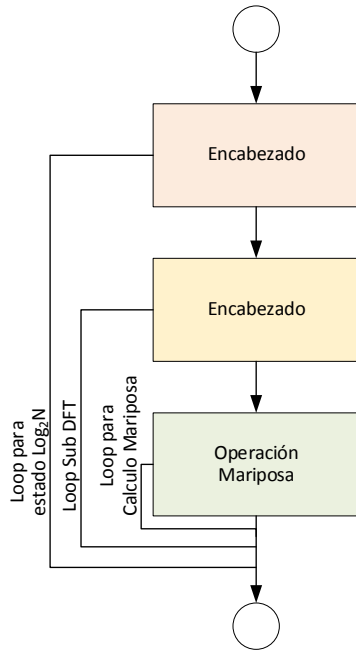 Encabezado
Encabezado
Operación
Mariposa
Loop para
estado Log₂N
Loop Sub DFT
Loop para
Calculo Mariposa